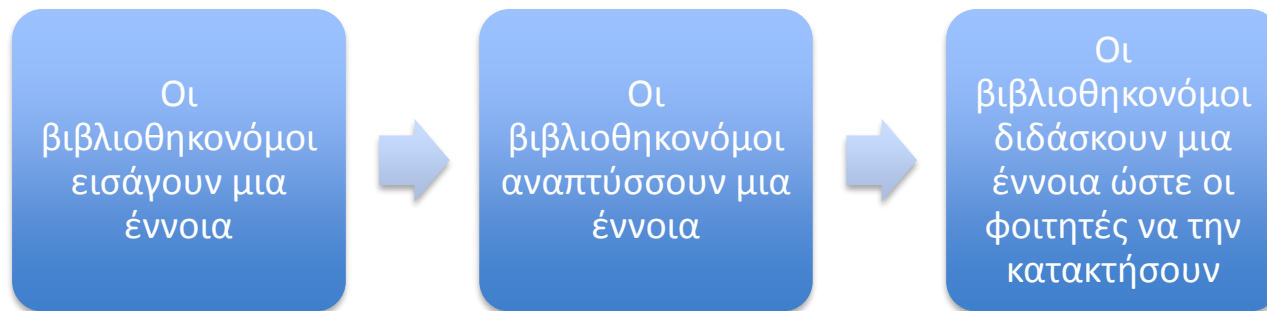 Οι
βιβλιοθηκονόμοι
εισάγουν μια
έννοια
Οι
βιβλιοθηκονόμοι
αναπτύσσουν μια
έννοια
Οι
βιβλιοθηκονόμοι
διδάσκουν μια
έννοια ώστε οι
φοιτητές να την
κατακτήσουν